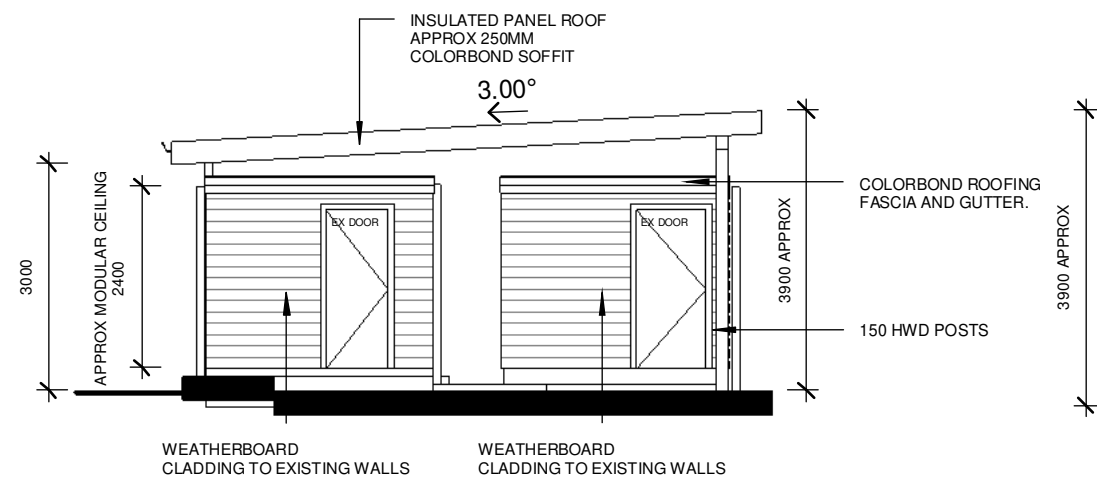 INSULATED PANEL ROOF
APPROX 250MM
COLORBOND SOFFIT
3.00°
COLORBOND ROOFING
FASCIA AND GUTTER.
3000
APPROX MODULAR CEILING
2400
EX DOOR
EX DOOR
3900 APPROX
3900 APPROX
150 HWD POSTS
WEATHERBOARD
CLADDING TO EXISTING WALLS
WEATHERBOARD
CLADDING TO EXISTING WALLS